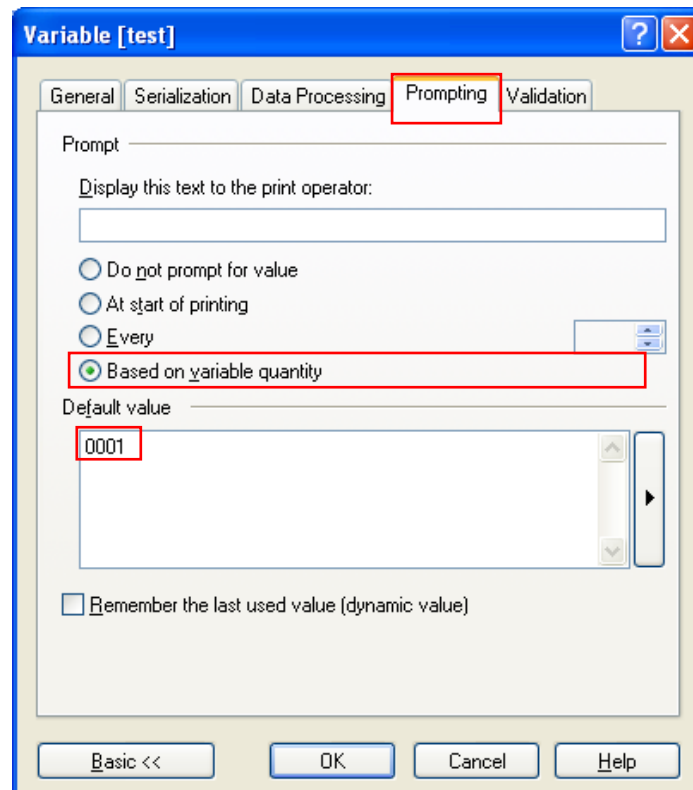 Variable [test]
General Serialization Data Processing Prompting Validation
Prompt
Display this text to the print operator:
Do not prompt for value
At start of printing
Every
Based on variable quantity
Default value
0001
Remember the last used value (dynamic value)
Basic << OK Cancel Help